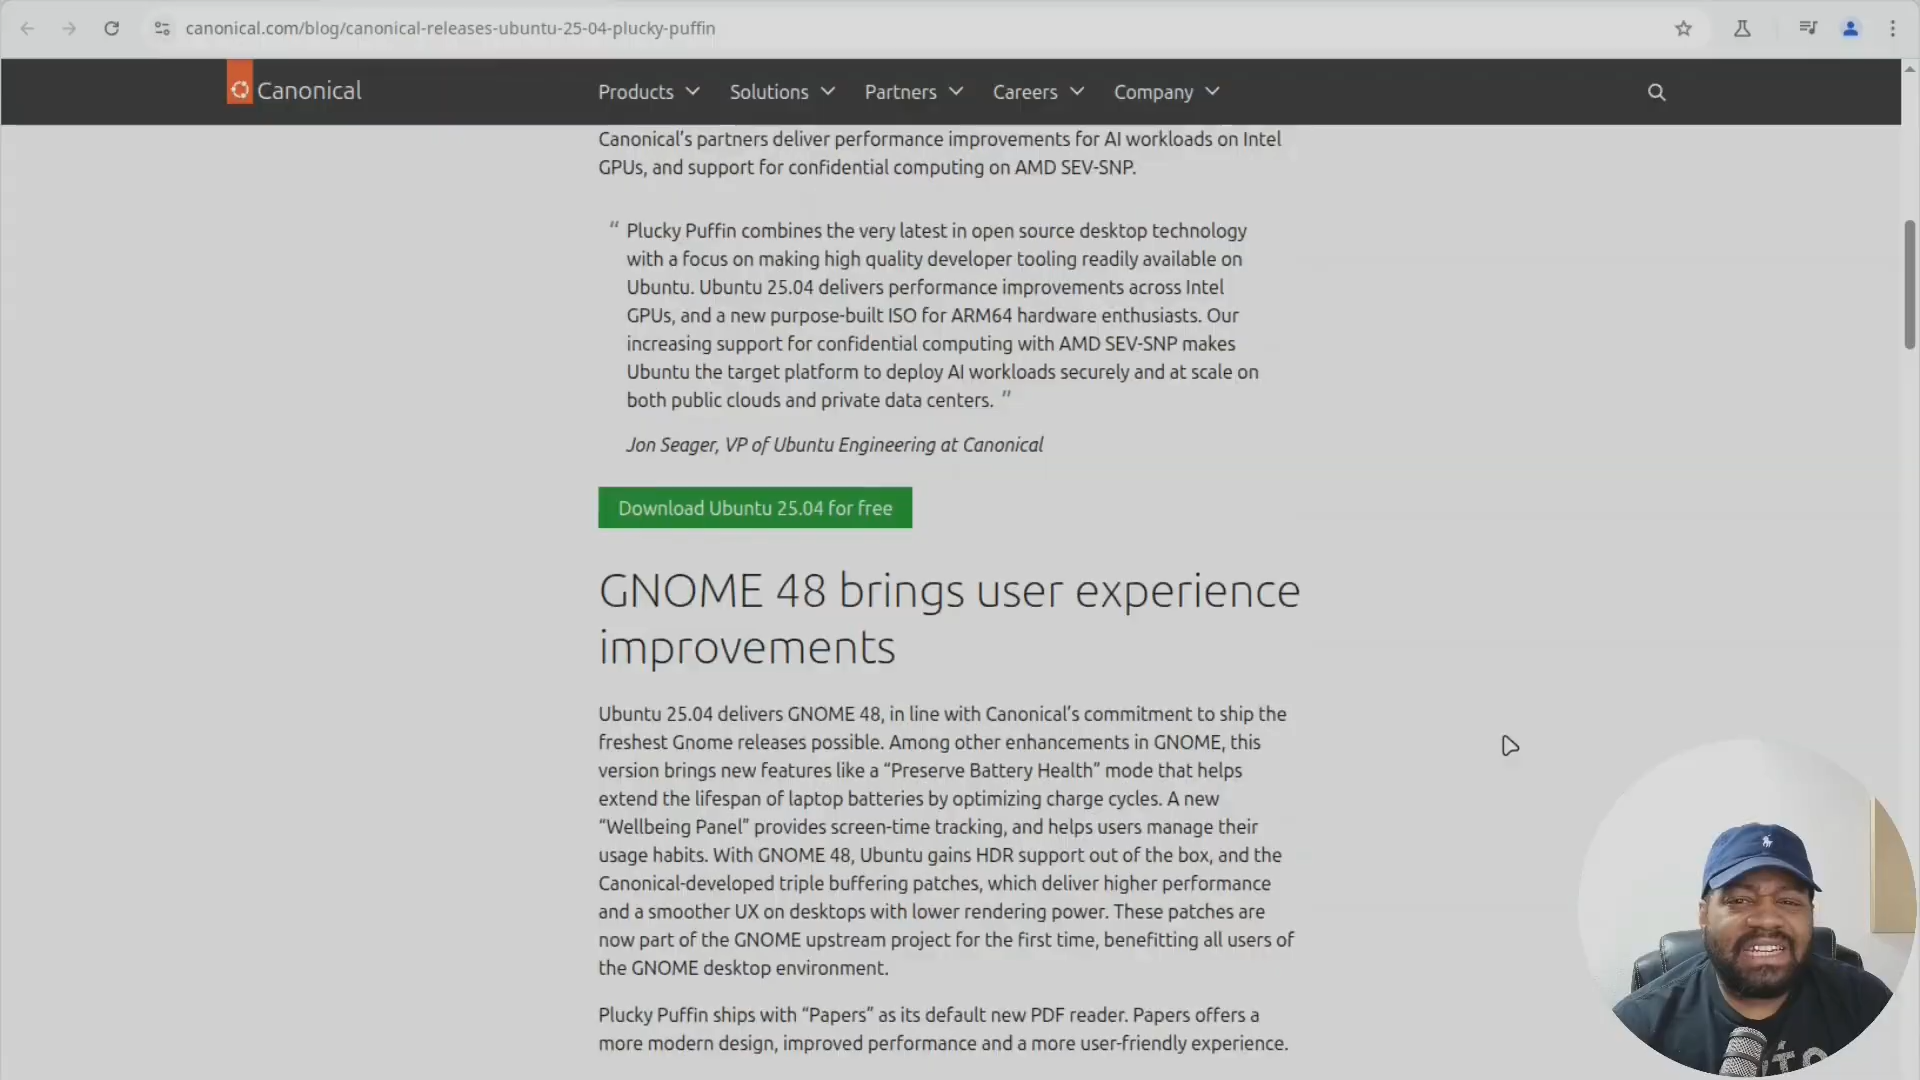 canonical.com/blog/canonical-releases-ubuntu-25-04-plucky-puffin
Canonical
Products
Solutions
Partners
Careers
Company
Canonical’s partners deliver performance improvements for AI workloads on Intel
GPUs, and support for confidential computing on AMD SEV-SNP.
“ Plucky Puffin combines the very latest in open source desktop technology
with a focus on making high quality developer tooling readily available on
Ubuntu. Ubuntu 25.04 delivers performance improvements across Intel
GPUs, and a new purpose-built ISO for ARM64 hardware enthusiasts. Our
increasing support for confidential computing with AMD SEV-SNP makes
Ubuntu the target platform to deploy AI workloads securely and at scale on
both public clouds and private data centers. ”
Jon Seager, VP of Ubuntu Engineering at Canonical
Download Ubuntu 25.04 for free
GNOME 48 brings user experience
improvements
Ubuntu 25.04 delivers GNOME 48, in line with Canonical’s commitment to ship the
freshest Gnome releases possible. Among other enhancements in GNOME, this
version brings new features like a “Preserve Battery Health” mode that helps
extend the lifespan of laptop batteries by optimizing charge cycles. A new
“Wellbeing Panel” provides screen-time tracking, and helps users manage their
usage habits. With GNOME 48, Ubuntu gains HDR support out of the box, and the
Canonical-developed triple buffering patches, which deliver higher performance
and a smoother UX on desktops with lower rendering power. These patches are
now part of the GNOME upstream project for the first time, benefitting all users of
the GNOME desktop environment.
Plucky Puffin ships with “Papers” as its default new PDF reader. Papers offers a
more modern design, improved performance and a more user-friendly experience.